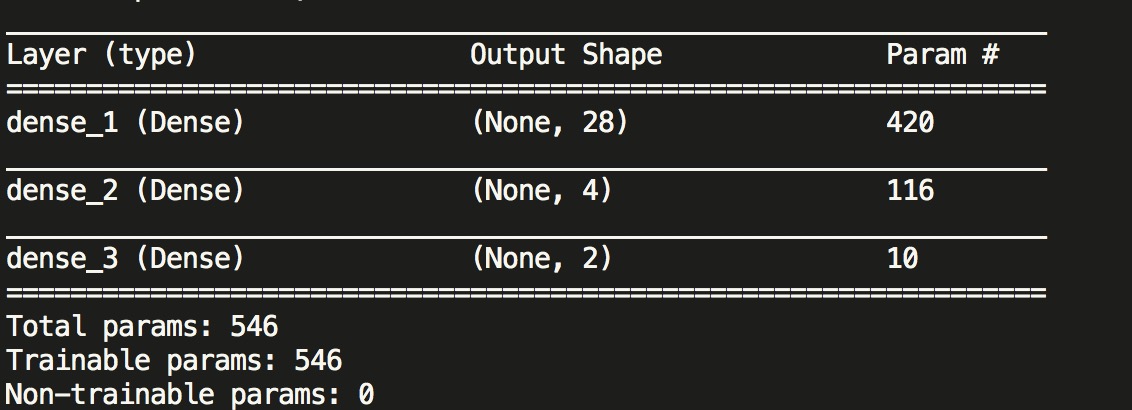 Layer (type) Output Shape Param #
dense_1 (Dense) (None, 28) 420
dense_2 (Dense) (None, 4) 116
dense_3 (Dense) (None, 2) 10
Total params: 546
Trainable params: 546
Non-trainable params: 0